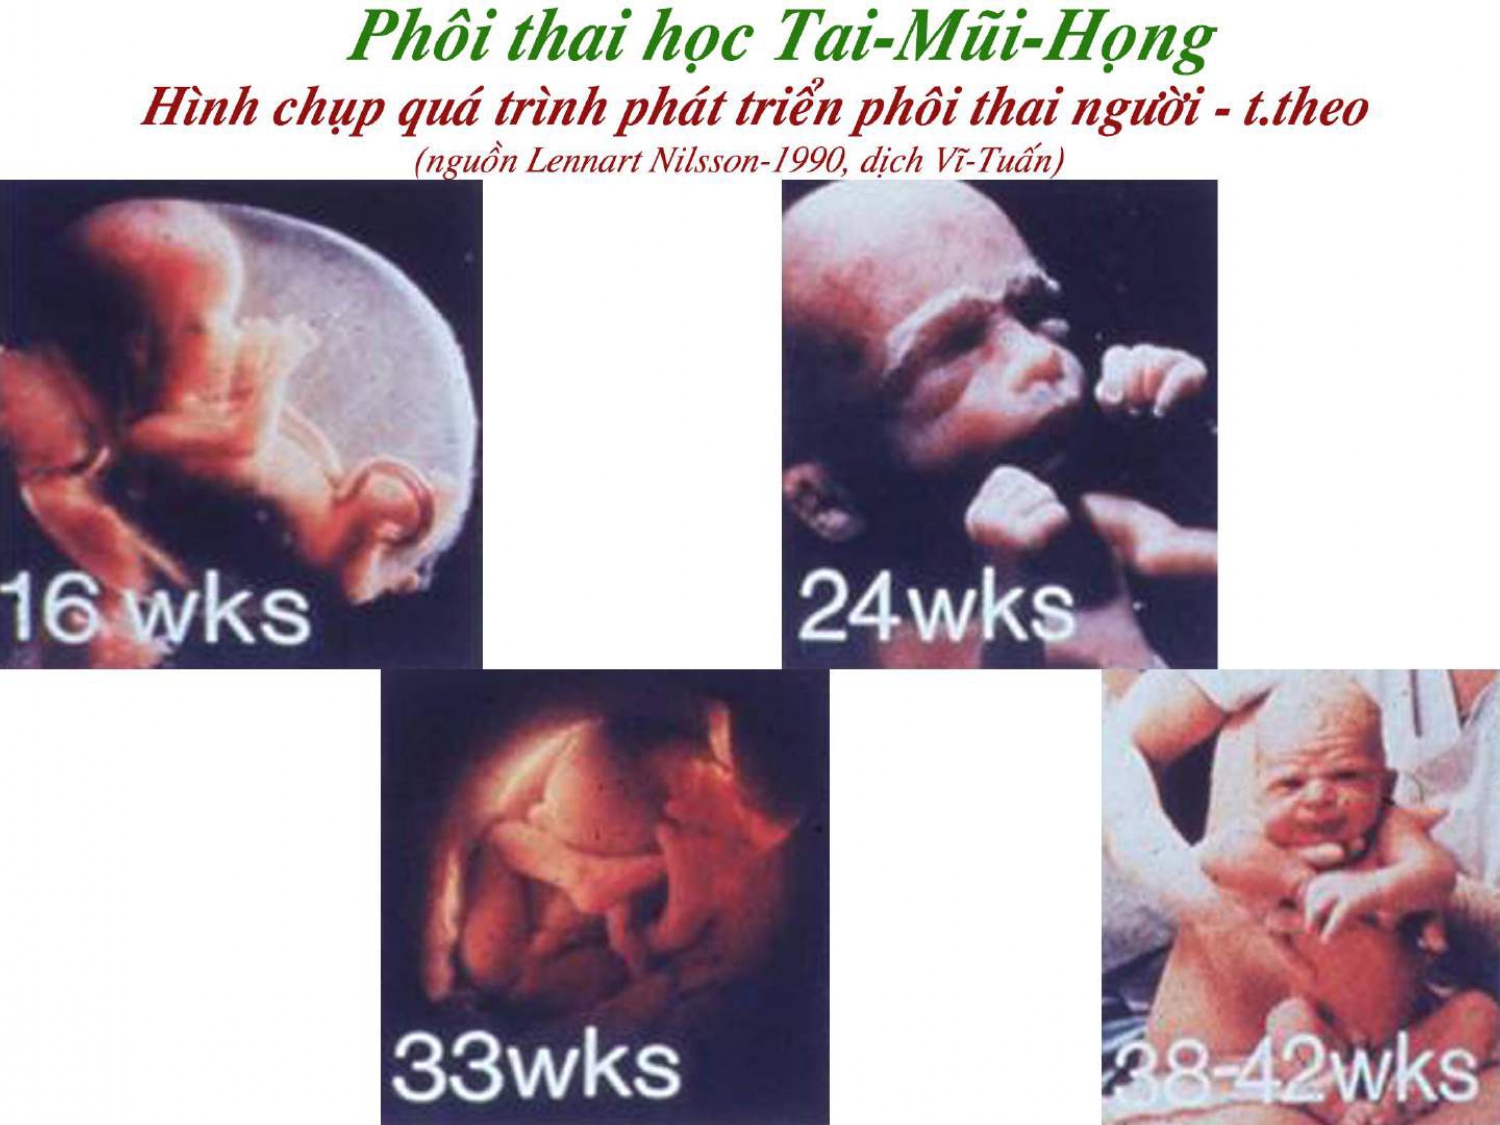 Phôi thai học Tai-Mũi-Họng
Hình chụp quá trình phát triển phôi thai người - t.theo
(nguồn Lennart Nilsson-1990, dịch Vĩ-Tuấn)
16 wks
24wks
33wks
38-42wks